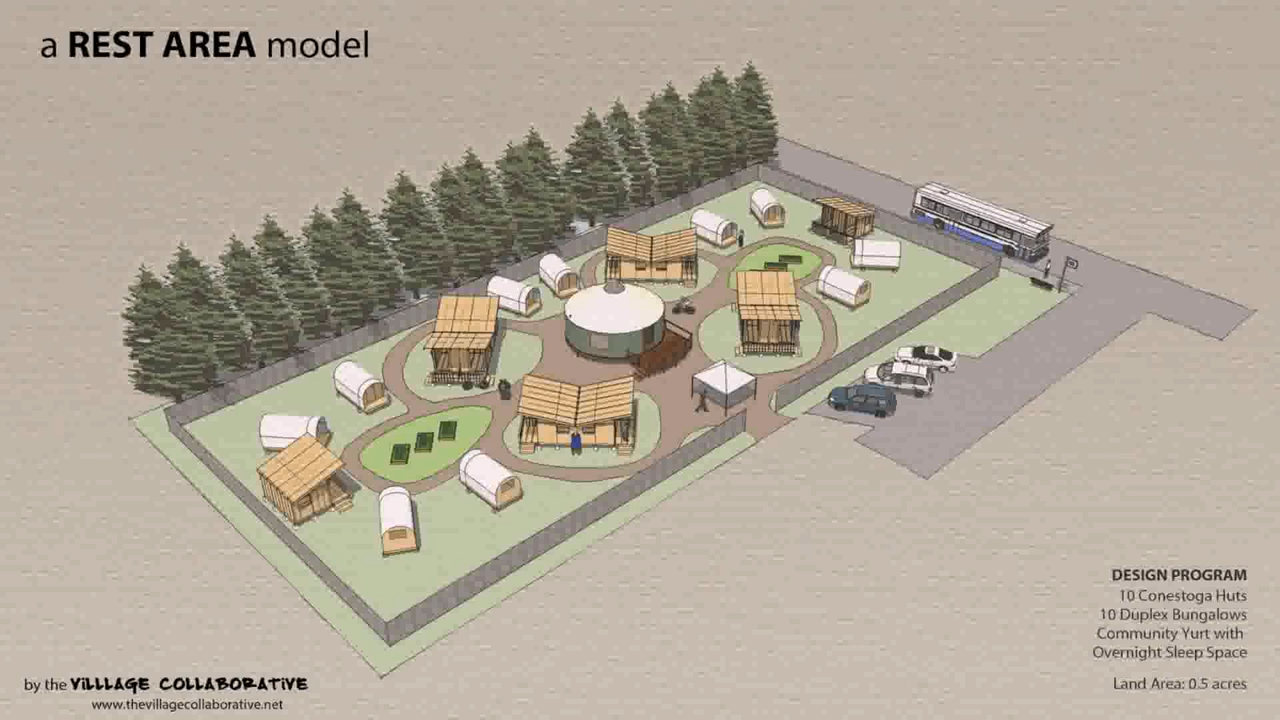 a REST AREA model
DESIGN PROGRAM
10 Conestoga Huts
10 Duplex Bungalows
Community Yurt with
Overnight Sleep Space
Land Area: 0.5 acres
by the ViLLLAGE COLLABORATiVE
www.thevillagecollaborative.net